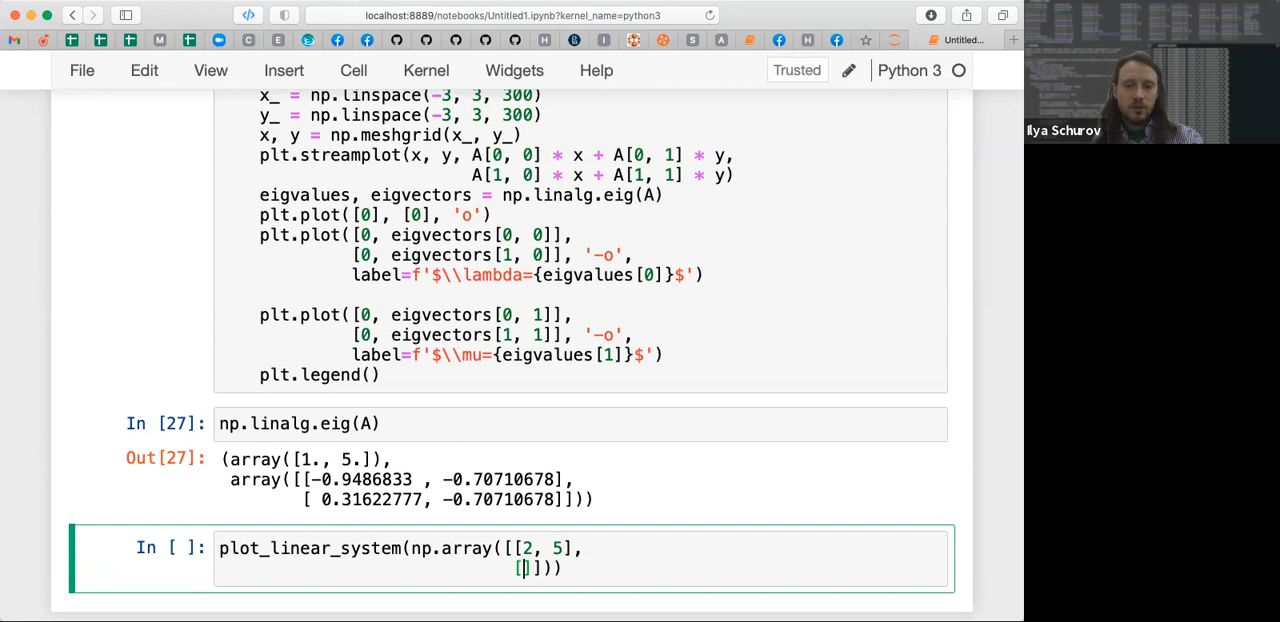 localhost:8889/notebooks/Untitled1.ipynb?kernel_name=python3
M C E H I S A H Untitled...
File Edit View Insert Cell Kernel Widgets Help Trusted Python 3
x_ = np.linspace(-3, 3, 300)
y_ = np.linspace(-3, 3, 300)
x, y = np.meshgrid(x_, y_)
plt.streamplot(x, y, A[0, 0] * x + A[0, 1] * y,
A[1, 0] * x + A[1, 1] * y)
eigvalues, eigvectors = np.linalg.eig(A)
plt.plot([0], [0], 'o')
plt.plot([0, eigvectors[0, 0]],
[0, eigvectors[1, 0]], '-o',
label=f'$\\lambda={eigvalues[0]}$')
plt.plot([0, eigvectors[0, 1]],
[0, eigvectors[1, 1]], '-o',
label=f'$\\mu={eigvalues[1]}$')
plt.legend()
In [27]: np.linalg.eig(A)
Out[27]: (array([1., 5.]),
array([[-0.9486833 , -0.70710678],
[ 0.31622777, -0.70710678]]))
In [ ]: plot_linear_system(np.array([[2, 5],
[]]))
Ilya Schurov